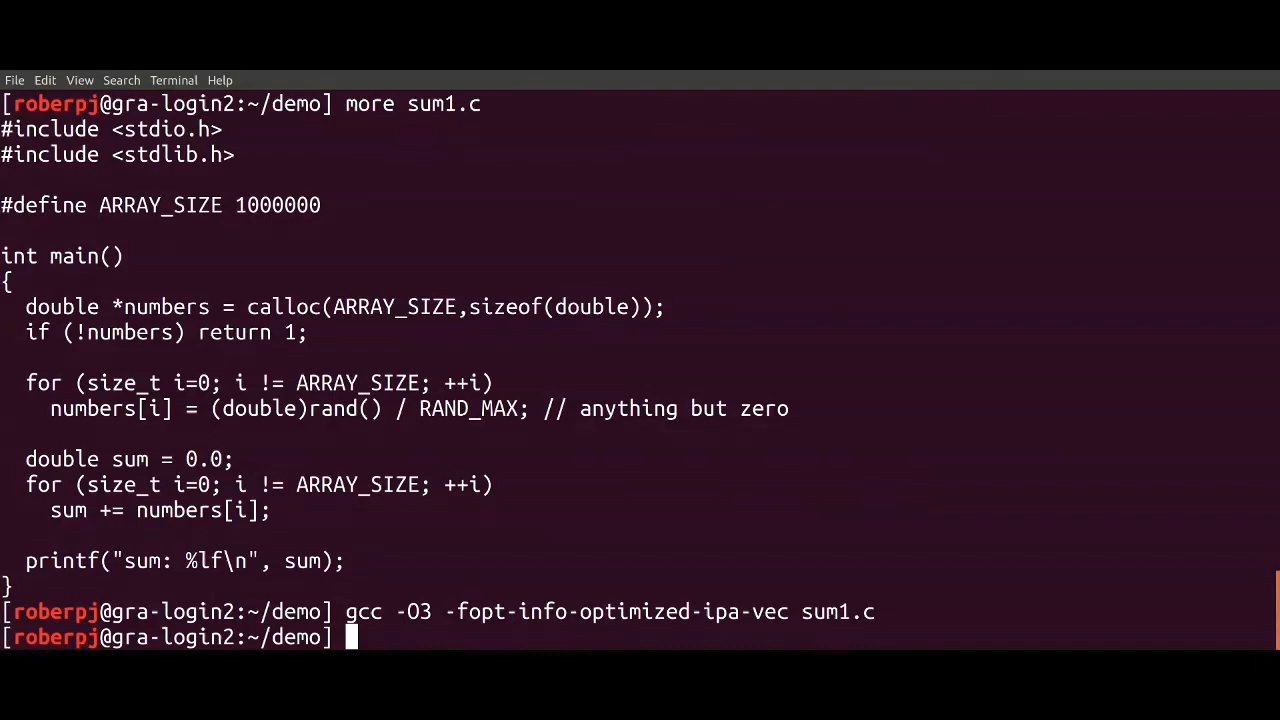 File Edit View Search Terminal Help
[roberpj@gra-login2:~/demo] more sum1.c
#include <stdio.h>
#include <stdlib.h>

#define ARRAY_SIZE 1000000

int main()
{
  double *numbers = calloc(ARRAY_SIZE,sizeof(double));
  if (!numbers) return 1;

  for (size_t i=0; i != ARRAY_SIZE; ++i)
    numbers[i] = (double)rand() / RAND_MAX; // anything but zero

  double sum = 0.0;
  for (size_t i=0; i != ARRAY_SIZE; ++i)
    sum += numbers[i];

  printf("sum: %lf\n", sum);
}
[roberpj@gra-login2:~/demo] gcc -O3 -fopt-info-optimized-ipa-vec sum1.c
[roberpj@gra-login2:~/demo]